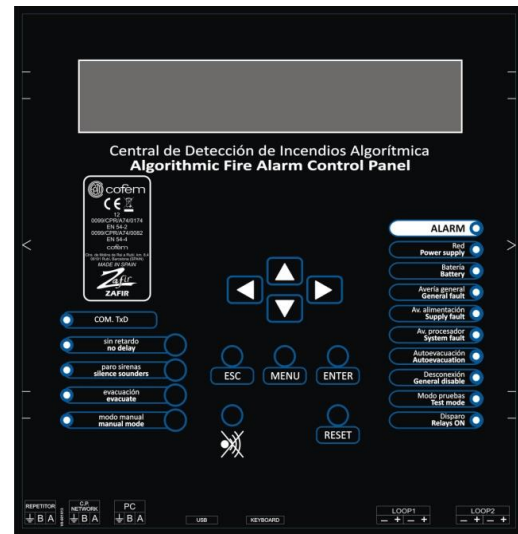 Central de Detección de Incendios Algorítmica
Algorithmic Fire Alarm Control Panel
cofem
CE
12
0099/CPR/A74/0174
EN 54-2
0099/CPR/A74/0082
EN 54-4
cofem
MADE IN SPAIN
Zafir
ZAFIR
COM. TxD
sin retardo
no delay
paro sirenas
silence sounders
evacuación
evacuate
modo manual
manual mode
ESC
MENU
ENTER
RESET
ALARM
Red
Power supply
Batería
Battery
Avería general
General fault
Av. alimentación
Supply fault
Av. procesador
System fault
Autoevacuación
Autoevacuation
Desconexión
General disable
Modo pruebas
Test mode
Disparo
Relays ON
REPETITOR
B A
C.P.
NETWORK
B A
PC
B A
USB
KEYBOARD
LOOP1
– + – +
LOOP2
– + – +